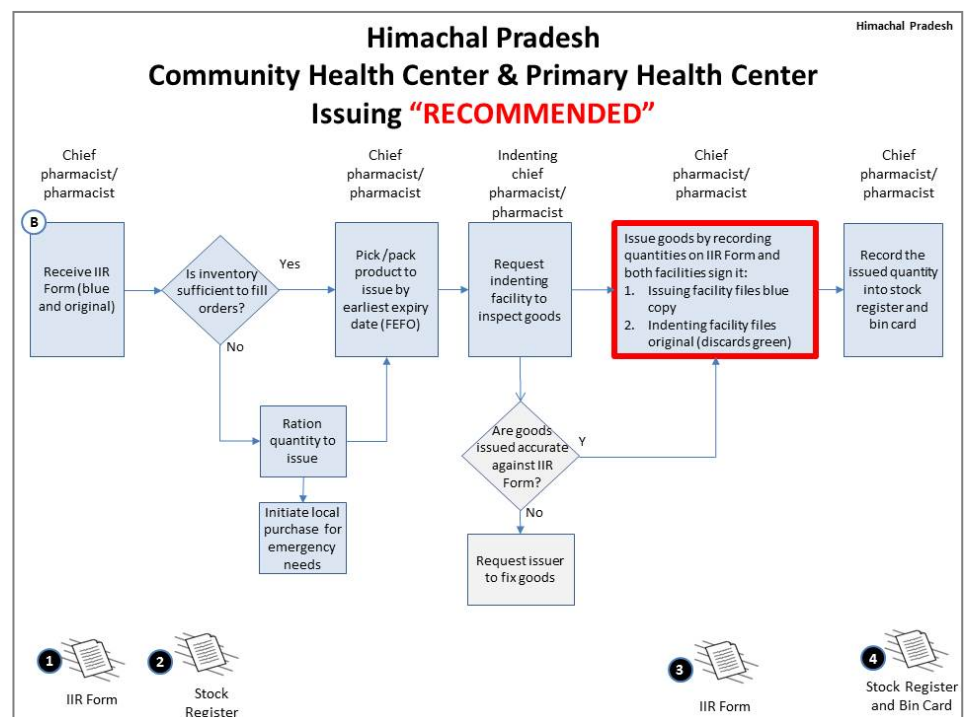 Himachal Pradesh
Himachal Pradesh
Community Health Center & Primary Health Center
Issuing “RECOMMENDED”
Chief
pharmacist/
pharmacist
Chief
pharmacist/
pharmacist
Indenting
chief
pharmacist/
pharmacist
Chief
pharmacist/
pharmacist
Chief
pharmacist/
pharmacist
B
Receive IIR
Form (blue
and original)
Is inventory
sufficient to fill
orders?
Yes
No
Pick /pack
product to
issue by
earliest expiry
date (FEFO)
Request
indenting
facility to
inspect goods
Issue goods by recording
quantities on IIR Form and
both facilities sign it:
1. Issuing facility files blue
copy
2. Indenting facility files
original (discards green)
Record the
issued quantity
into stock
register and
bin card
Ration
quantity to
issue
Initiate local
purchase for
emergency
needs
Are goods
issued accurate
against IIR
Form?
Y
No
Request issuer
to fix goods
1
IIR Form
2
Stock
Register
3
IIR Form
4
Stock Register
and Bin Card